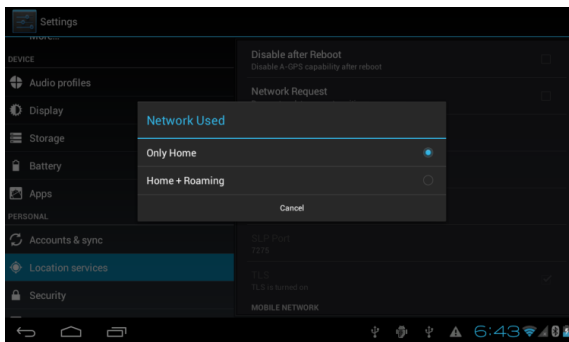 Settings
More...
DEVICE
Audio profiles
Display
Storage
Battery
Apps
PERSONAL
Accounts & sync
Location services
Security
Disable after Reboot
Disable A-GPS capability after reboot
Network Request
Network Used
Only Home
Home + Roaming
Cancel
SLP Port
7275
TLS
TLS is turned on
MOBILE NETWORK
6:43